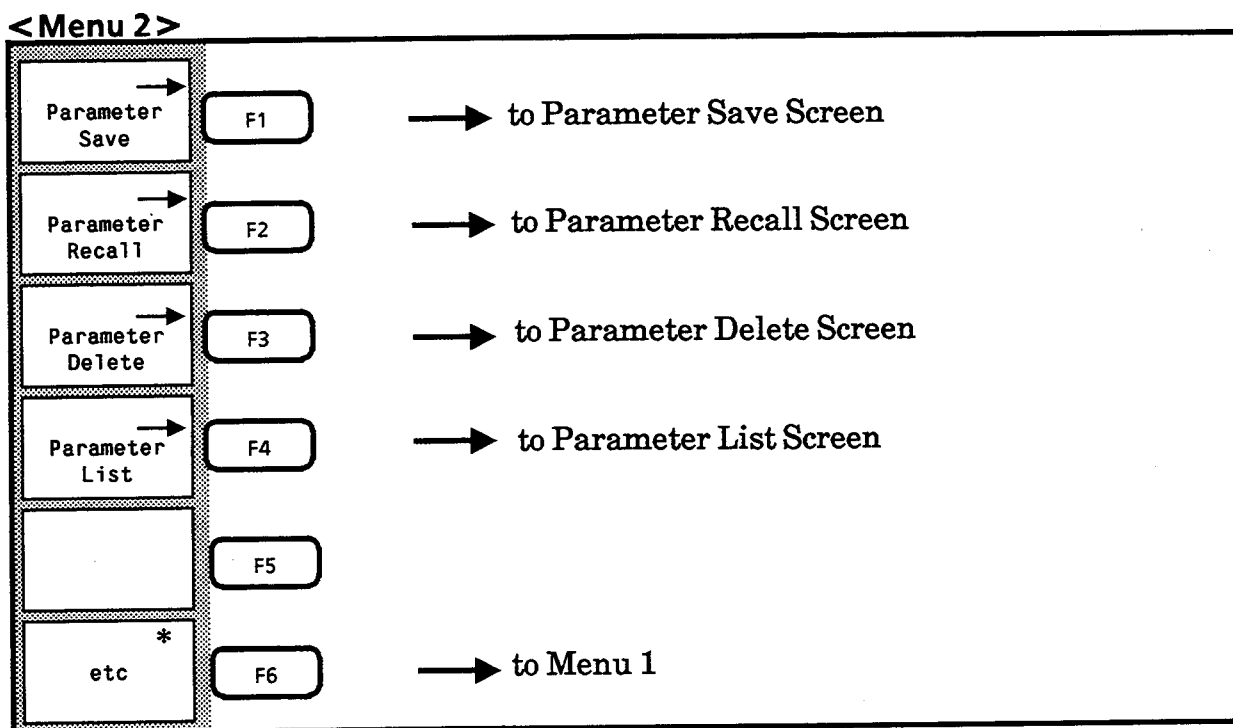 <Menu 2>
Parameter
Save
F1
to Parameter Save Screen
Parameter
Recall
F2
to Parameter Recall Screen
Parameter
Delete
F3
to Parameter Delete Screen
Parameter
List
F4
to Parameter List Screen
F5
*
etc
F6
to Menu 1